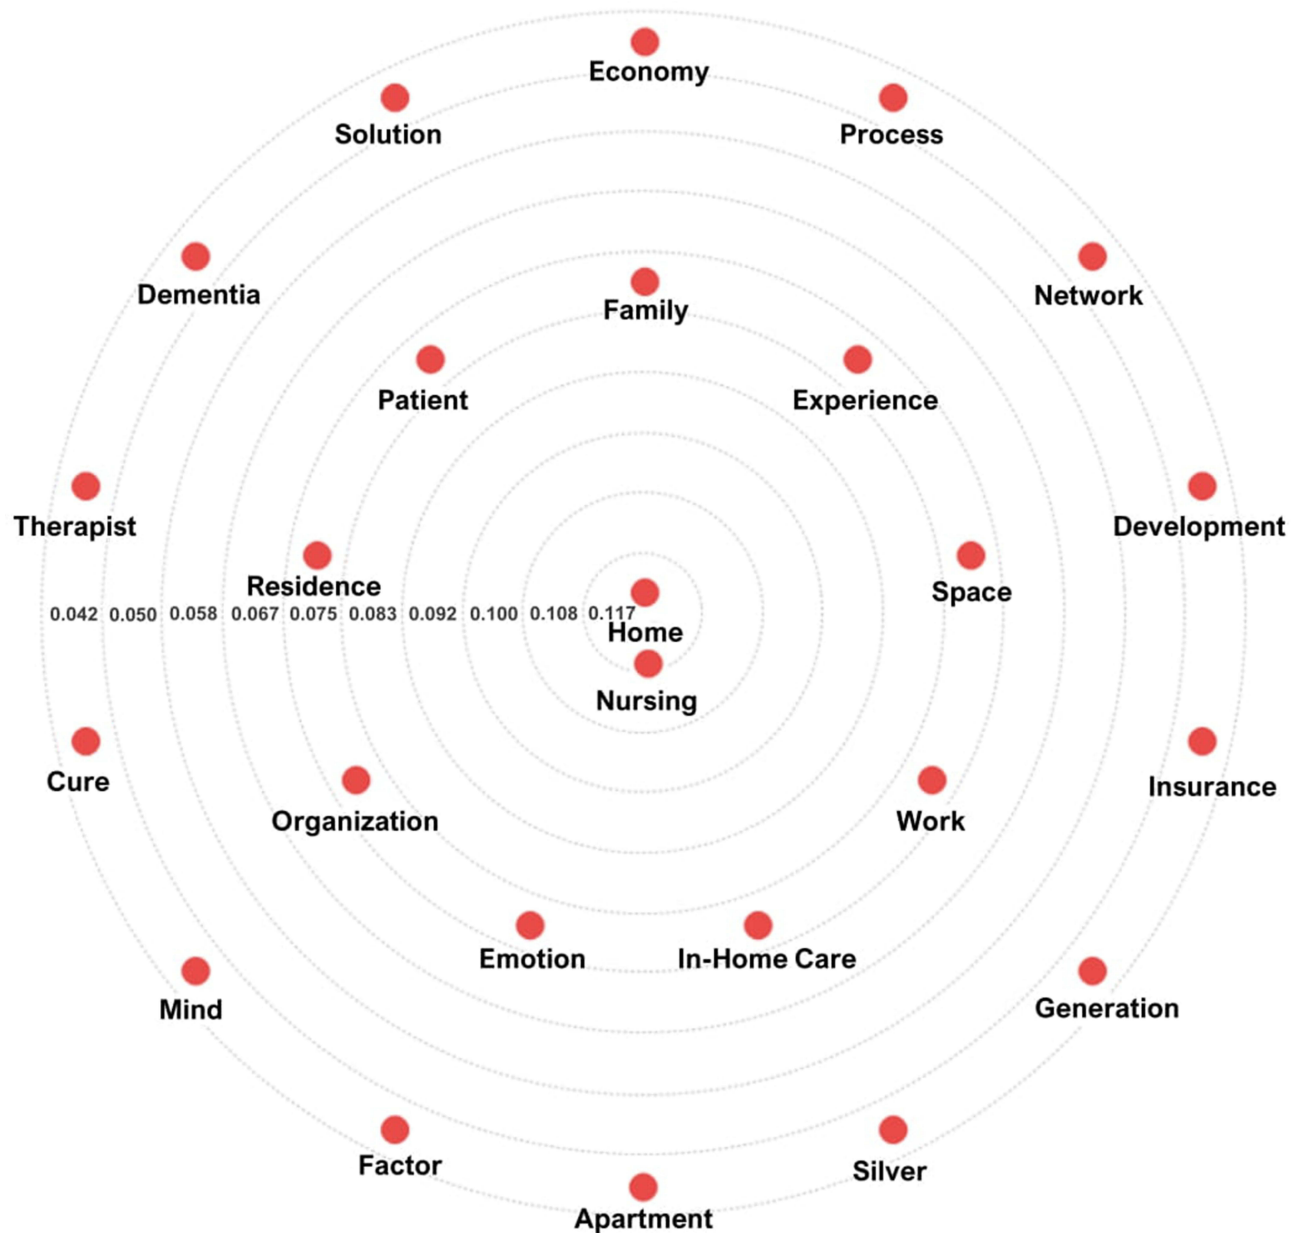 Economy
Solution
Process
Dementia
Network
Family
Patient
Experience
Therapist
Development
Residence
Space
0.042 0.050 0.058 0.067 0.075 0.083 0.092 0.100 0.108 0.117
Home
Nursing
Cure
Insurance
Organization
Work
Emotion
In-Home Care
Mind
Generation
Factor
Silver
Apartment